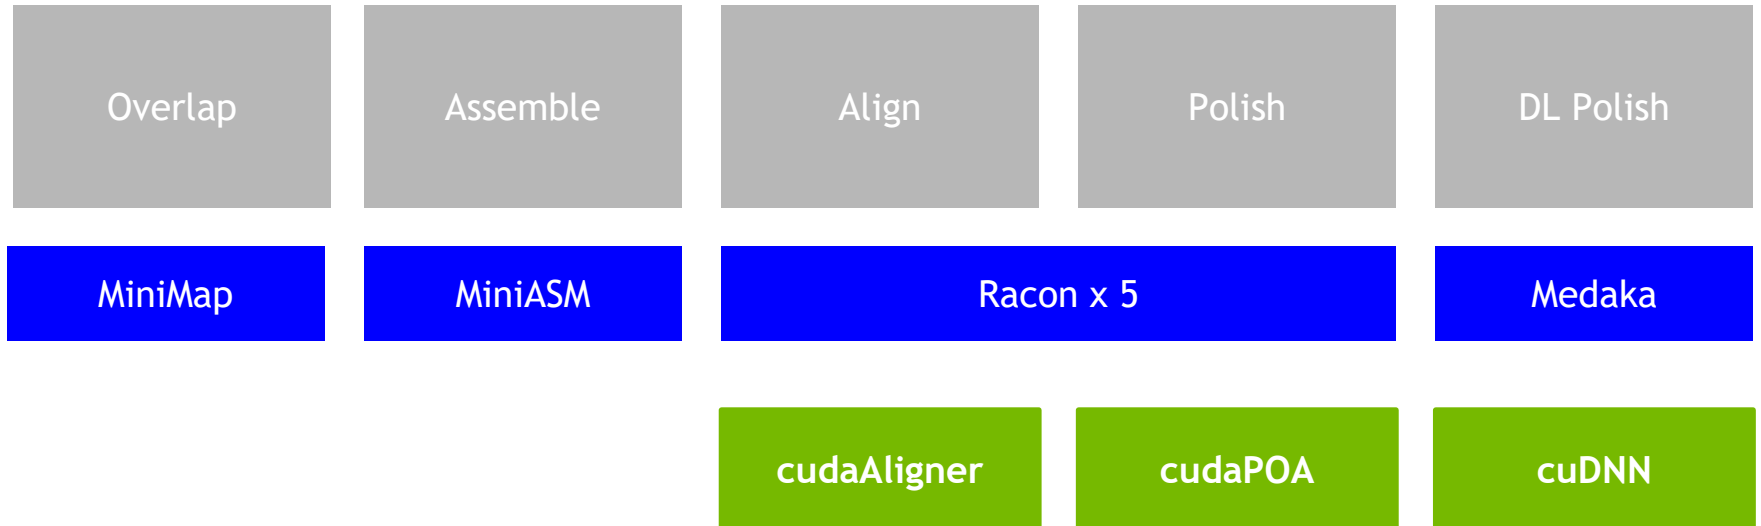 Overlap
Assemble
Align
Polish
DL Polish
MiniMap
MiniASM
Racon x 5
Medaka
cudaAligner
cudaPOA
cuDNN